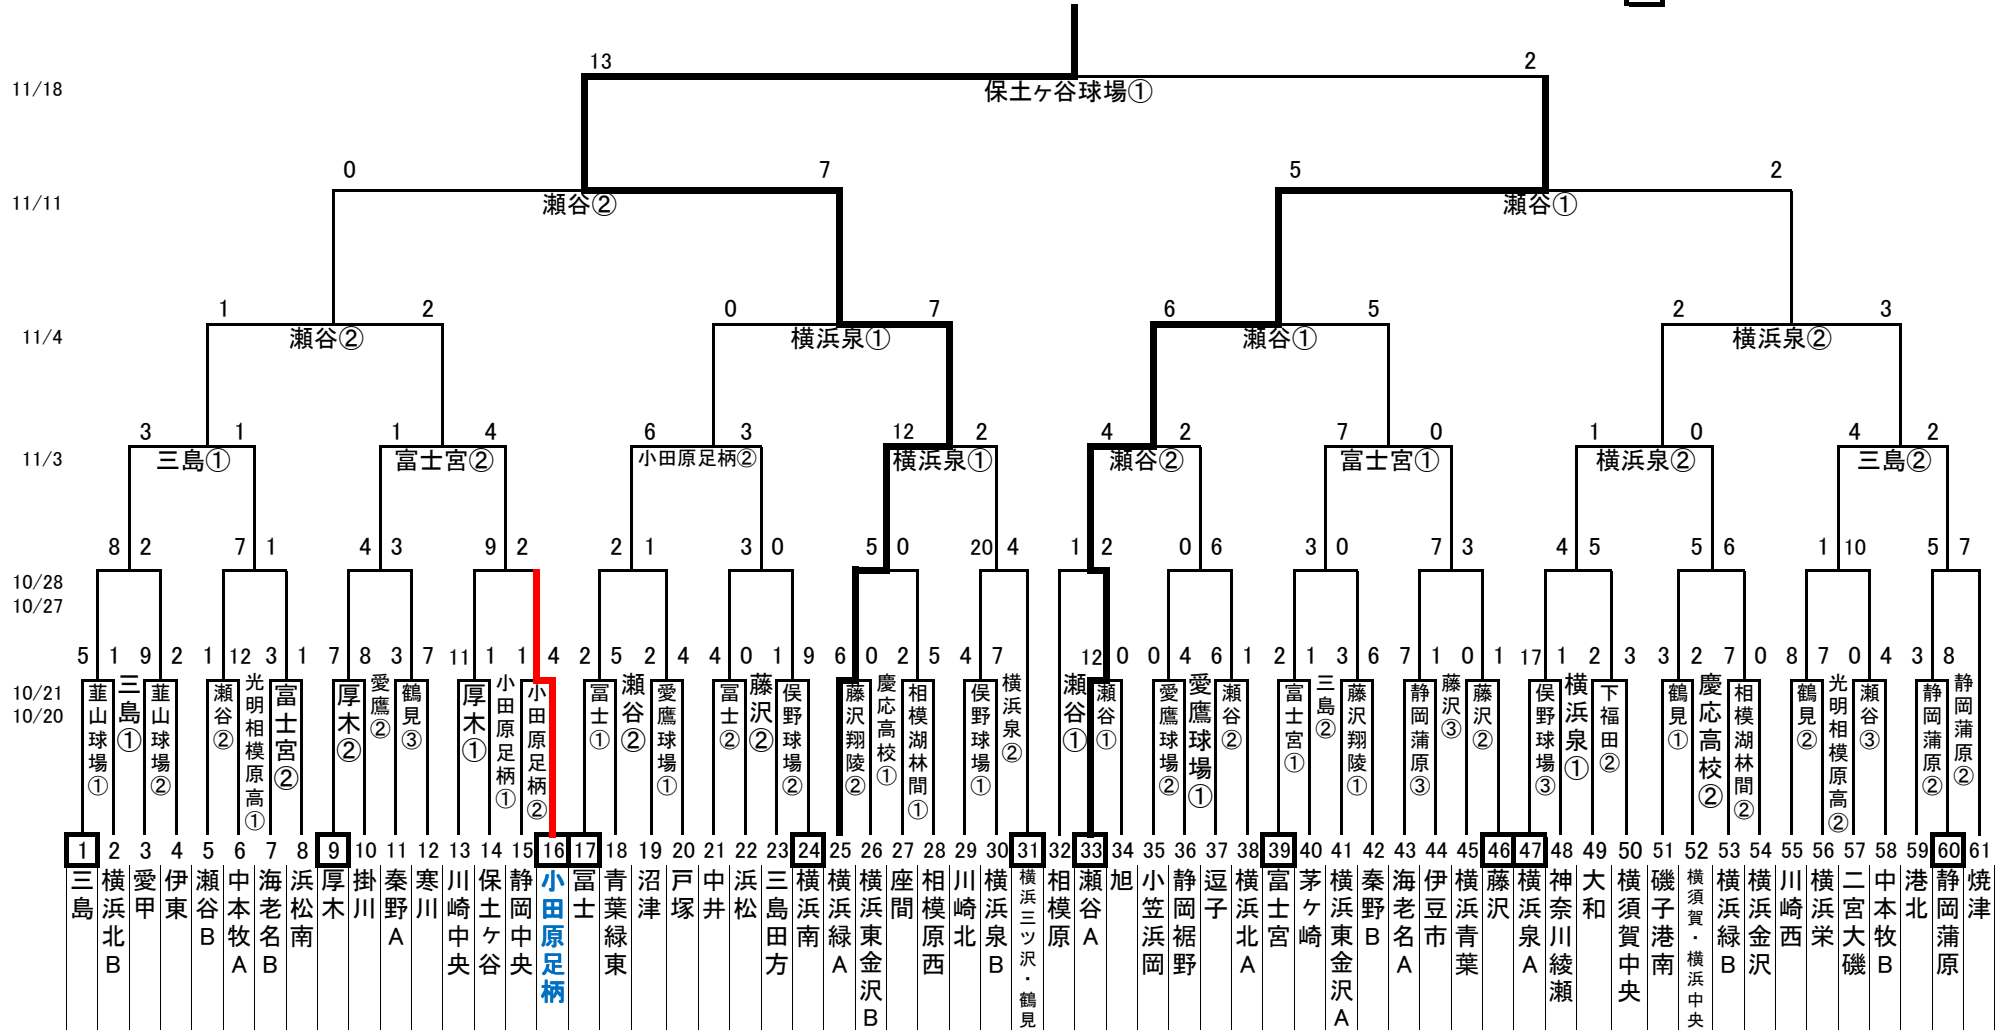 13 2
11/18 保土ヶ谷球場①
0 7 5 2
11/11 瀬谷② 瀬谷①
1 2 0 7 6 5 2 3
11/4 瀬谷② 横浜泉① 瀬谷① 横浜泉②
3 1 1 4 6 3 12 2 4 2 7 0 1 0 4 2
11/3 三島① 富士宮② 小田原足柄② 横浜泉① 瀬谷② 富士宮① 横浜泉② 三島②
8 2 7 1 4 3 9 2 2 1 3 0 5 0 20 4 1 2 0 6 3 0 7 3 4 5 5 6 1 10 5 7
10/28
10/27
5 1 9 2 1 12 3 1 7 8 3 7 11 1 1 4 2 5 2 4 4 0 1 9 6 0 2 5 4 7 12 0 0 4 6 1 2 1 3 6 7 1 0 1 17 1 2 3 3 2 7 0 8 7 0 4 3 8
10/21
10/20
韮山球場①
三島①
韮山球場②
瀬谷②
光明相模原高①
富士宮②
厚木②
愛鷹②
鶴見③
厚木①
小田原足柄①
小田原足柄②
富士①
瀬谷②
愛鷹球場①
富士②
藤沢②
俣野球場②
藤沢翔陵②
慶応高校①
相模湖林間①
俣野球場①
横浜泉②
瀬谷①
瀬谷①
愛鷹球場②
愛鷹球場①
瀬谷②
富士宮①
三島②
藤沢翔陵①
静岡蒲原③
藤沢③
藤沢②
俣野球場③
横浜泉①
下福田②
鶴見①
慶応高校②
相模湖林間②
鶴見②
光明相模原高②
瀬谷③
静岡蒲原②
静岡蒲原②
1 三島
2 横浜北B
3 愛甲
4 伊東
5 瀬谷B
6 中本牧A
7 海老名B
8 浜松南
9 厚木
10 掛川
11 秦野A
12 寒川
13 川崎中央
14 保土ケ谷
15 静岡中央
16 小田原足柄
17 富士
18 青葉緑東
19 沼津
20 戸塚
21 中井
22 浜松
23 三島田方
24 横浜南
25 横浜緑A
26 横浜東金沢B
27 座間
28 相模原西
29 川崎北
30 横浜泉B
31 横浜三ツ沢・鶴見
32 相模原
33 瀬谷A
34 旭
35 小笠浜岡
36 静岡裾野
37 逗子
38 横浜北A
39 富士宮
40 茅ヶ崎
41 横浜東金沢A
42 秦野B
43 海老名A
44 伊豆市
45 横浜青葉
46 藤沢
47 横浜泉A
48 神奈川綾瀬
49 大和
50 横須賀中央
51 磯子港南
52 横須賀・横浜中央
53 横浜緑B
54 横浜金沢
55 川崎西
56 横浜栄
57 二宮大磯
58 中本牧B
59 港北
60 静岡蒲原
61 焼津